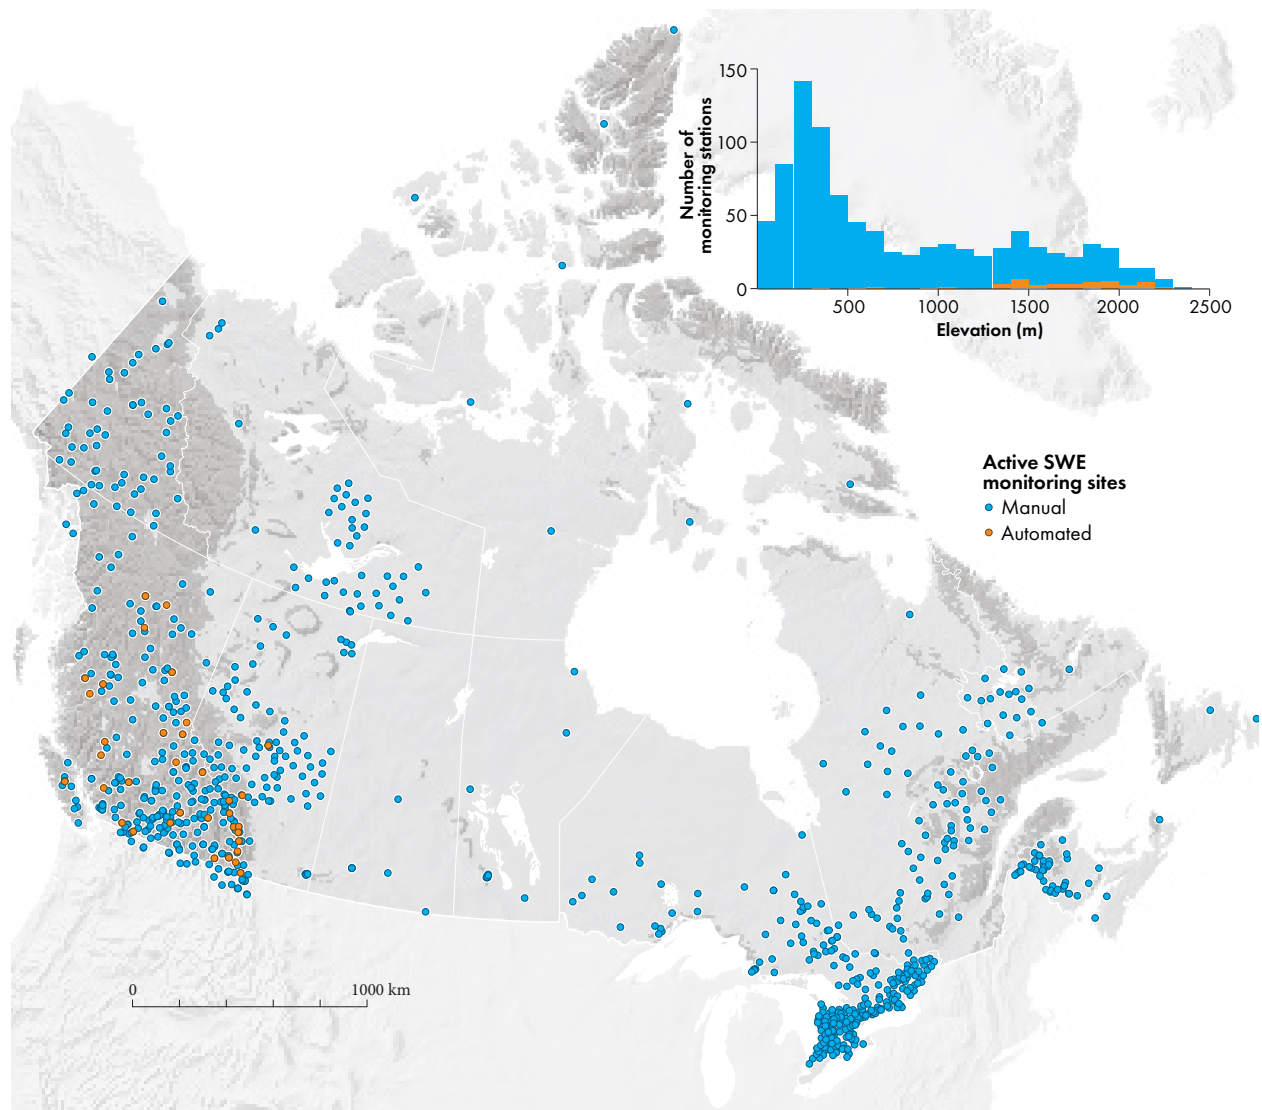 150
100
50
0
Number of
monitoring stations
500
1000
1500
2000
2500
Elevation (m)
Active SWE
monitoring sites
Manual
Automated
0
1000 km